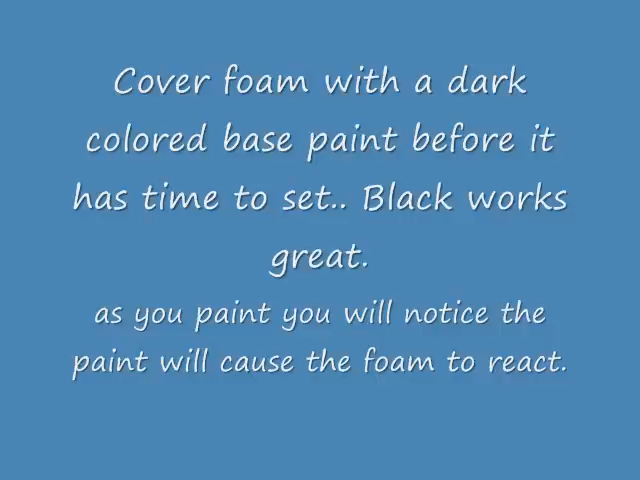 Cover foam with a dark
colored base paint before it
has time to set.. Black works
great.
as you paint you will notice the
paint will cause the foam to react.